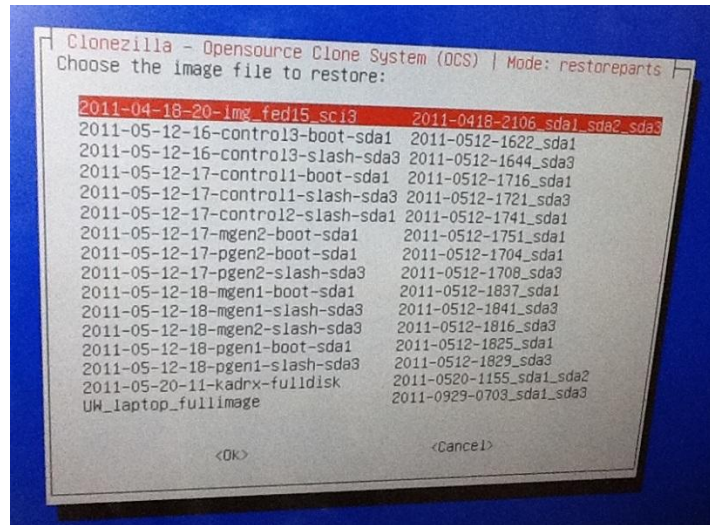 Clonezilla - Opensource Clone System (OCS) | Mode: restoreparts
Choose the image file to restore:
2011-04-18-20-img_fed15_sci3 2011-0418-2106_sda1_sda2_sda3
2011-05-12-16-control3-boot-sda1 2011-0512-1622_sda1
2011-05-12-16-control3-slash-sda3 2011-0512-1644_sda3
2011-05-12-17-control1-boot-sda1 2011-0512-1716_sda1
2011-05-12-17-control1-slash-sda3 2011-0512-1721_sda3
2011-05-12-17-control2-slash-sda1 2011-0512-1741_sda1
2011-05-12-17-mgen2-boot-sda1 2011-0512-1751_sda1
2011-05-12-17-pgen2-boot-sda1 2011-0512-1704_sda1
2011-05-12-17-pgen2-slash-sda3 2011-0512-1708_sda3
2011-05-12-18-mgen1-boot-sda1 2011-0512-1837_sda1
2011-05-12-18-mgen1-slash-sda3 2011-0512-1841_sda3
2011-05-12-18-mgen2-slash-sda3 2011-0512-1816_sda3
2011-05-12-18-pgen1-boot-sda1 2011-0512-1825_sda1
2011-05-12-18-pgen1-slash-sda3 2011-0512-1829_sda3
2011-05-20-11-kadrx-fulldisk 2011-0520-1155_sda1_sda2
UW_laptop_fullimage 2011-0929-0703_sda1_sda3
<Ok> <Cancel>